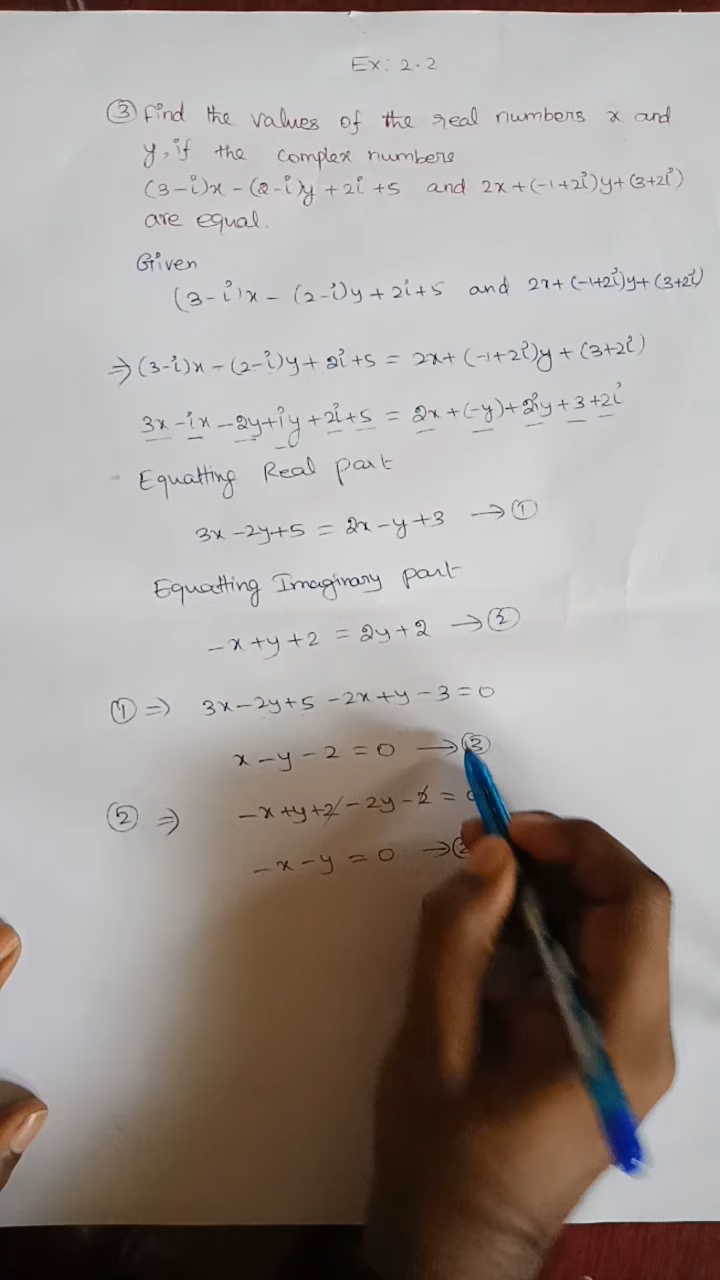 Ex: 2.2
③ Find the values of the real numbers x and
y, if the complex numbers
(3-i)x - (2-i)y + 2i + 5 and 2x + (-1+2i)y + (3+2i)
are equal.
Given
(3-i)x - (2-i)y + 2i + 5 and 2x + (-1+2i)y + (3+2i)
⇒ (3-i)x - (2-i)y + 2i + 5 = 2x + (-1+2i)y + (3+2i)
3x - ix - 2y + iy + 2i + 5 = 2x + (-y) + 2iy + 3 + 2i
Equatting Real part
3x - 2y + 5 = 2x - y + 3 → ①
Equatting Imaginary part
-x + y + 2 = 2y + 2 → ②
① ⇒ 3x - 2y + 5 - 2x + y - 3 = 0
x - y - 2 = 0 → ③
② ⇒ -x + y + 2 - 2y - 2 =
-x - y = 0 →